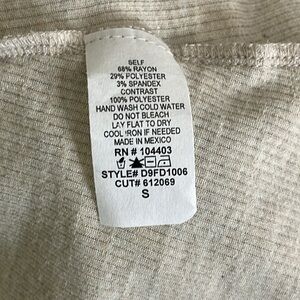 SELF
68% RAYON
29% POLYESTER
3% SPANDEX
CONTRAST
100% POLYESTER
HAND WASH COLD WATER
DO NOT BLEACH
LAY FLAT TO DRY
COOL IRON IF NEEDED
MADE IN MEXICO
RN # 104403
STYLE# D9FD1006
CUT# 612069
S